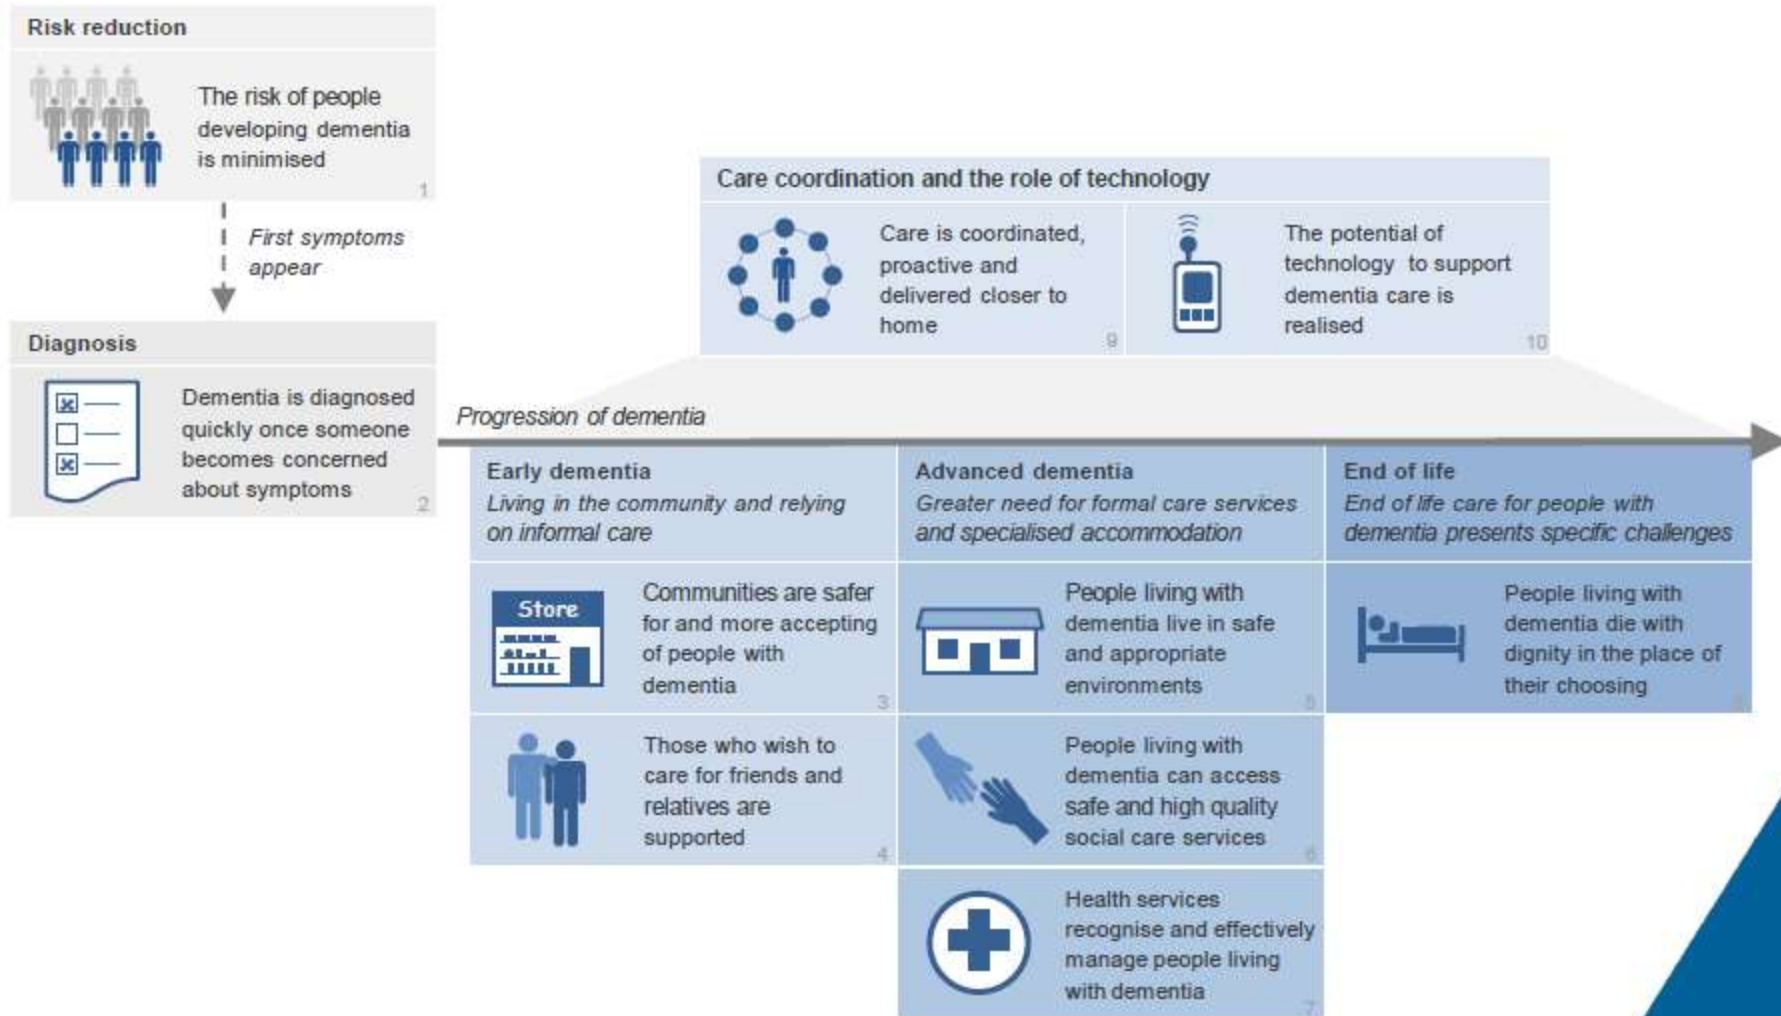 Risk reduction
The risk of people
developing dementia
is minimised
1
First symptoms
appear
Diagnosis
Dementia is diagnosed
quickly once someone
becomes concerned
about symptoms
2
Care coordination and the role of technology
Care is coordinated,
proactive and
delivered closer to
home
9
The potential of
technology to support
dementia care is
realised
10
Progression of dementia
Early dementia
Living in the community and relying
on informal care
Store
Communities are safer
for and more accepting
of people with
dementia
3
Those who wish to
care for friends and
relatives are
supported
4
Advanced dementia
Greater need for formal care services
and specialised accommodation
People living with
dementia live in safe
and appropriate
environments
5
People living with
dementia can access
safe and high quality
social care services
6
Health services
recognise and effectively
manage people living
with dementia
7
End of life
End of life care for people with
dementia presents specific challenges
People living with
dementia die with
dignity in the place of
their choosing